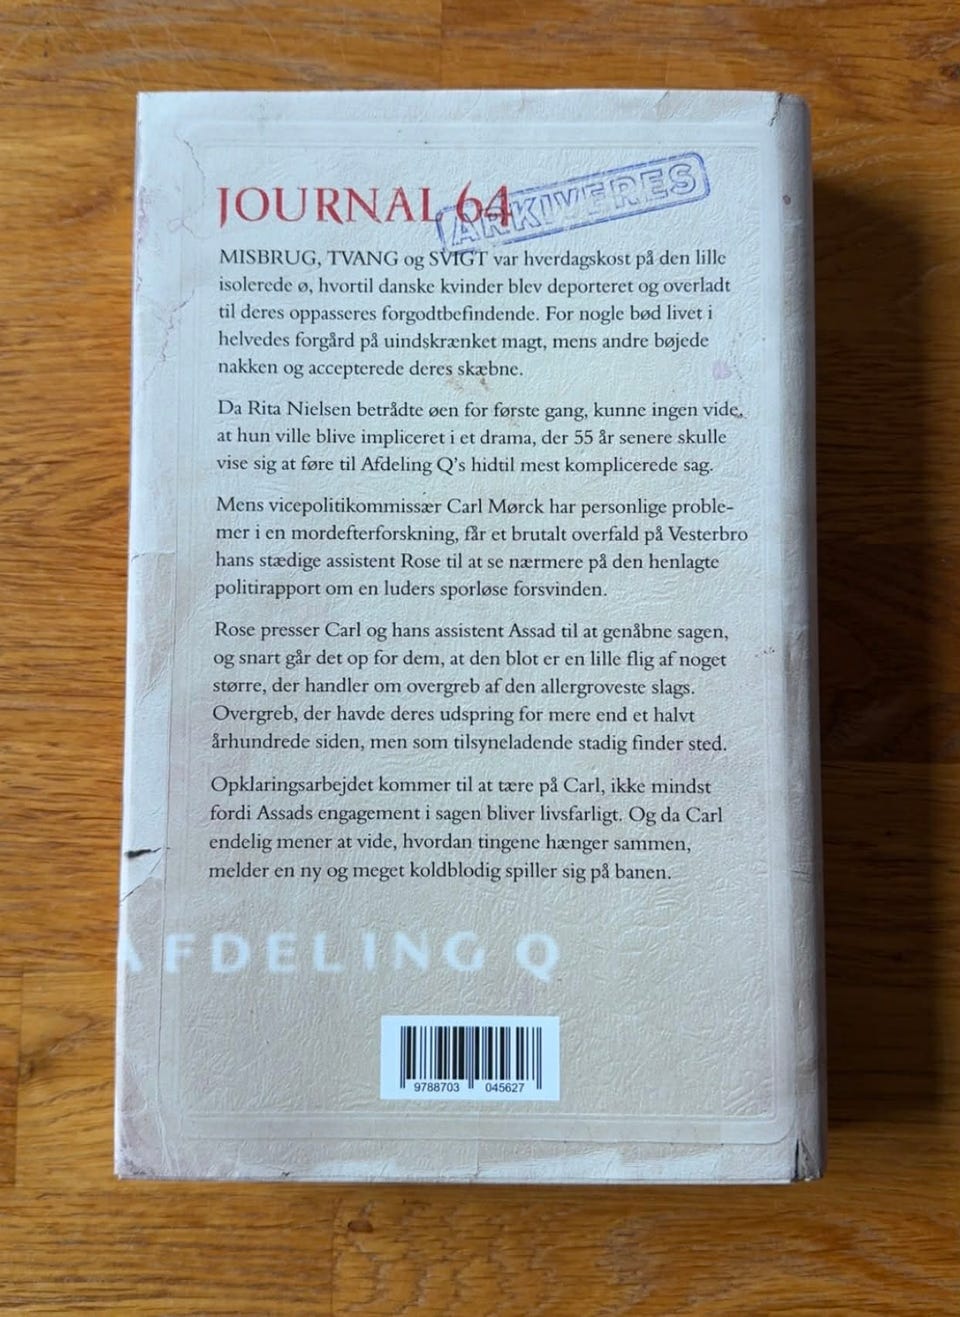 JOURNAL 64
ARKIVERES
MISBRUG, TVANG og SVIGT var hverdagskost på den lille
isolerede ø, hvortil danske kvinder blev deporteret og overladt
til deres oppasseres forgodtbefindende. For nogle bød livet i
helvedes forgård på uindskrænket magt, mens andre bøjede
nakken og accepterede deres skæbne.
Da Rita Nielsen betrådte øen for første gang, kunne ingen vide,
at hun ville blive impliceret i et drama, der 55 år senere skulle
vise sig at føre til Afdeling Q's hidtil mest komplicerede sag.
Mens vicepolitikommissær Carl Mørck har personlige proble-
mer i en mordefterforskning, får et brutalt overfald på Vesterbro
hans stædige assistent Rose til at se nærmere på den henlagte
politirapport om en luders sporløse forsvinden.
Rose presser Carl og hans assistent Assad til at genåbne sagen,
og snart går det op for dem, at den blot er en lille flig af noget
større, der handler om overgreb af den allergroveste slags.
Overgreb, der havde deres udspring for mere end et halvt
århundrede siden, men som tilsyneladende stadig finder sted.
Opklaringsarbejdet kommer til at tære på Carl, ikke mindst
fordi Assads engagement i sagen bliver livsfarligt. Og da Carl
endelig mener at vide, hvordan tingene hænger sammen,
melder en ny og meget koldblodig spiller sig på banen.
AFDELING Q
9788703 045627